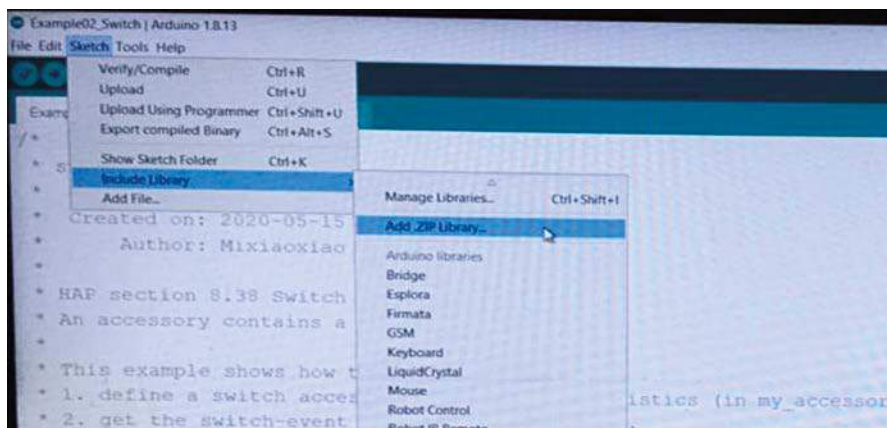 Example02_Switch | Arduino 1.8.13
File Edit Sketch Tools Help
Verify/Compile Ctrl+R
Upload Ctrl+U
Upload Using Programmer Ctrl+Shift+U
Export compiled Binary Ctrl+Alt+S
Show Sketch Folder Ctrl+K
Include Library
Add File...
Manage Libraries... Ctrl+Shift+I
Add .ZIP Library...
Arduino libraries
Bridge
Esplora
Firmata
GSM
Keyboard
LiquidCrystal
Mouse
Robot Control
/*
*
*
* Created on: 2020-05-15
* Author: Mixiaoxiao
*
* HAP section 8.38 Switch
* An accessory contains a
*
* This example shows how
* 1. define a switch istics (in my_accessor
* 2. get the switch-event